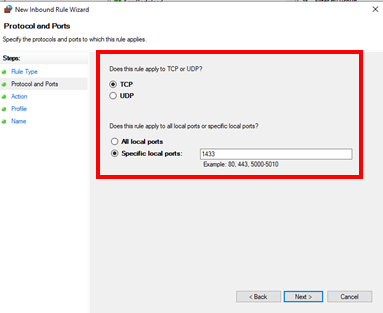 New Inbound Rule Wizard
Protocol and Ports
Specify the protocols and ports to which this rule applies.
Steps:
Rule Type
Protocol and Ports
Action
Profile
Name
Does this rule apply to TCP or UDP?
TCP
UDP
Does this rule apply to all local ports or specific local ports?
All local ports
Specific local ports: 1433
Example: 80, 443, 5000-5010
< Back Next > Cancel